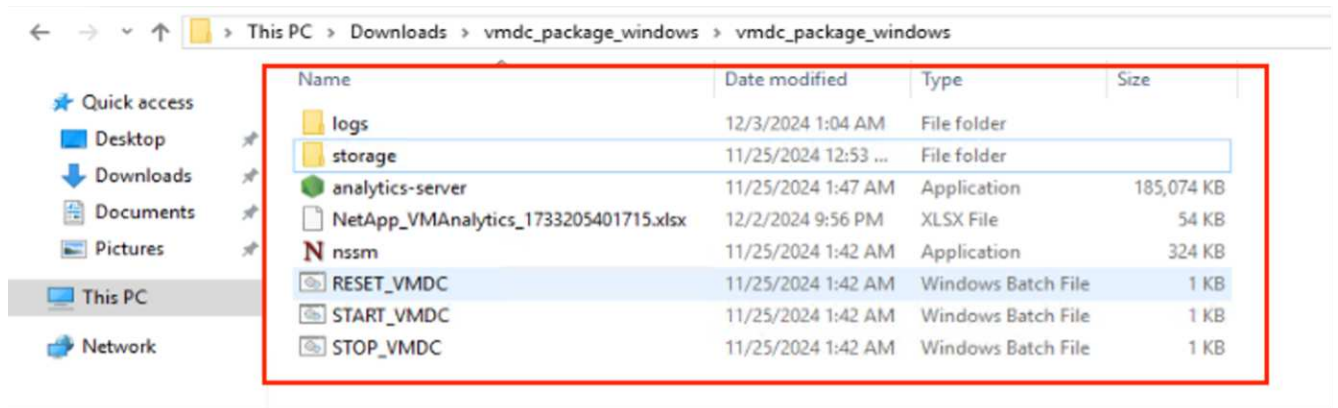 This PC > Downloads > vmdc_package_windows > vmdc_package_windows
Quick access
Desktop
Downloads
Documents
Pictures
This PC
Network
Name Date modified Type Size
logs 12/3/2024 1:04 AM File folder
storage 11/25/2024 12:53 ... File folder
analytics-server 11/25/2024 1:47 AM Application 185,074 KB
NetApp_VMAnalytics_1733205401715.xlsx 12/2/2024 9:56 PM XLSX File 54 KB
nssm 11/25/2024 1:42 AM Application 324 KB
RESET_VMDC 11/25/2024 1:42 AM Windows Batch File 1 KB
START_VMDC 11/25/2024 1:42 AM Windows Batch File 1 KB
STOP_VMDC 11/25/2024 1:42 AM Windows Batch File 1 KB